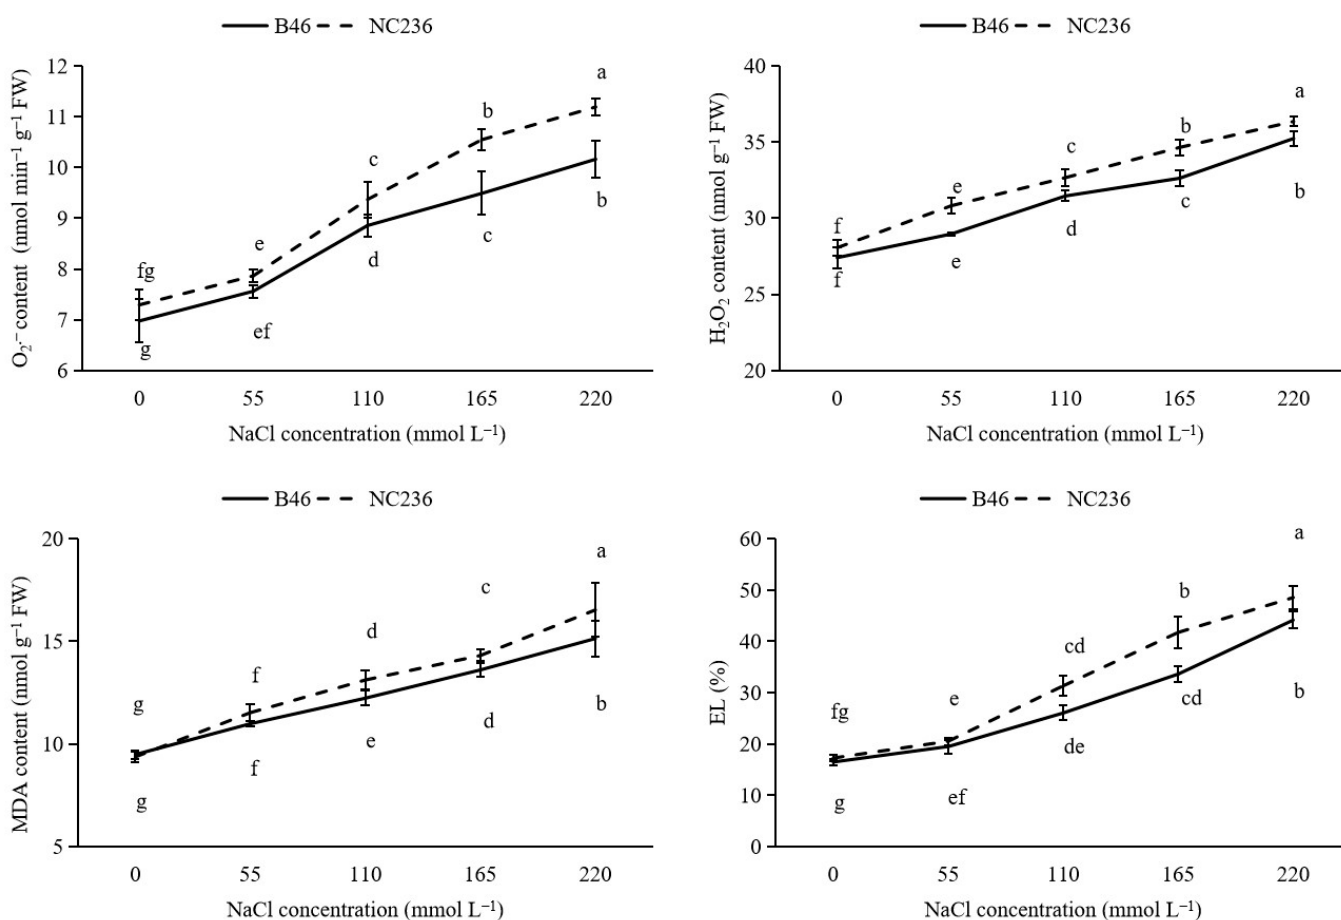 B46 NC236
O₂·⁻ content (nmol min⁻¹ g⁻¹ FW)
12
11
10
9
8
7
6
a
b
c
e
fg
b
c
d
ef
g
0 55 110 165 220
NaCl concentration (mmol L⁻¹)
B46 NC236
H₂O₂ content (nmol g⁻¹ FW)
40
35
30
25
20
a
b
c
e
f
b
c
d
e
f
0 55 110 165 220
NaCl concentration (mmol L⁻¹)
B46 NC236
MDA content (nmol g⁻¹ FW)
20
15
10
5
a
c
d
f
g
b
d
e
f
g
0 55 110 165 220
NaCl concentration (mmol L⁻¹)
B46 NC236
EL (%)
60
50
40
30
20
10
0
a
b
cd
e
fg
b
cd
de
ef
g
0 55 110 165 220
NaCl concentration (mmol L⁻¹)